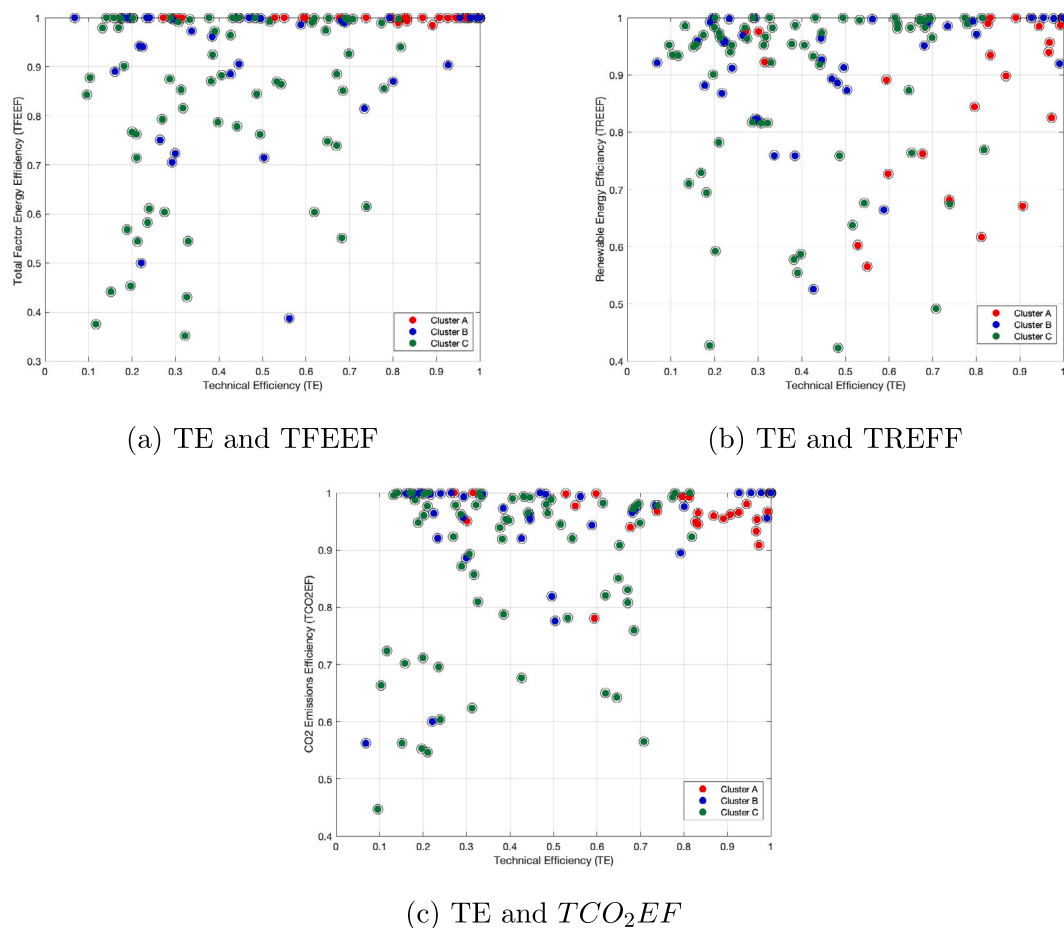 Total Factor Energy Efficiency (TFEEF)
1
0.9
0.8
0.7
0.6
0.5
0.4
0.3
0 0.1 0.2 0.3 0.4 0.5 0.6 0.7 0.8 0.9 1
Technical Efficiency (TE)
Cluster A
Cluster B
Cluster C
(a) TE and TFEEF
Renewable Energy Efficiancy (TREEF)
1
0.9
0.8
0.7
0.6
0.5
0.4
0 0.1 0.2 0.3 0.4 0.5 0.6 0.7 0.8 0.9 1
Technical Efficiency (TE)
Cluster A
Cluster B
Cluster C
(b) TE and TREFF
CO2 Emissions Efficiency (TCO2EF)
1
0.9
0.8
0.7
0.6
0.5
0.4
0 0.1 0.2 0.3 0.4 0.5 0.6 0.7 0.8 0.9 1
Technical Efficiency (TE)
Cluster A
Cluster B
Cluster C
(c) TE and TCO₂EF